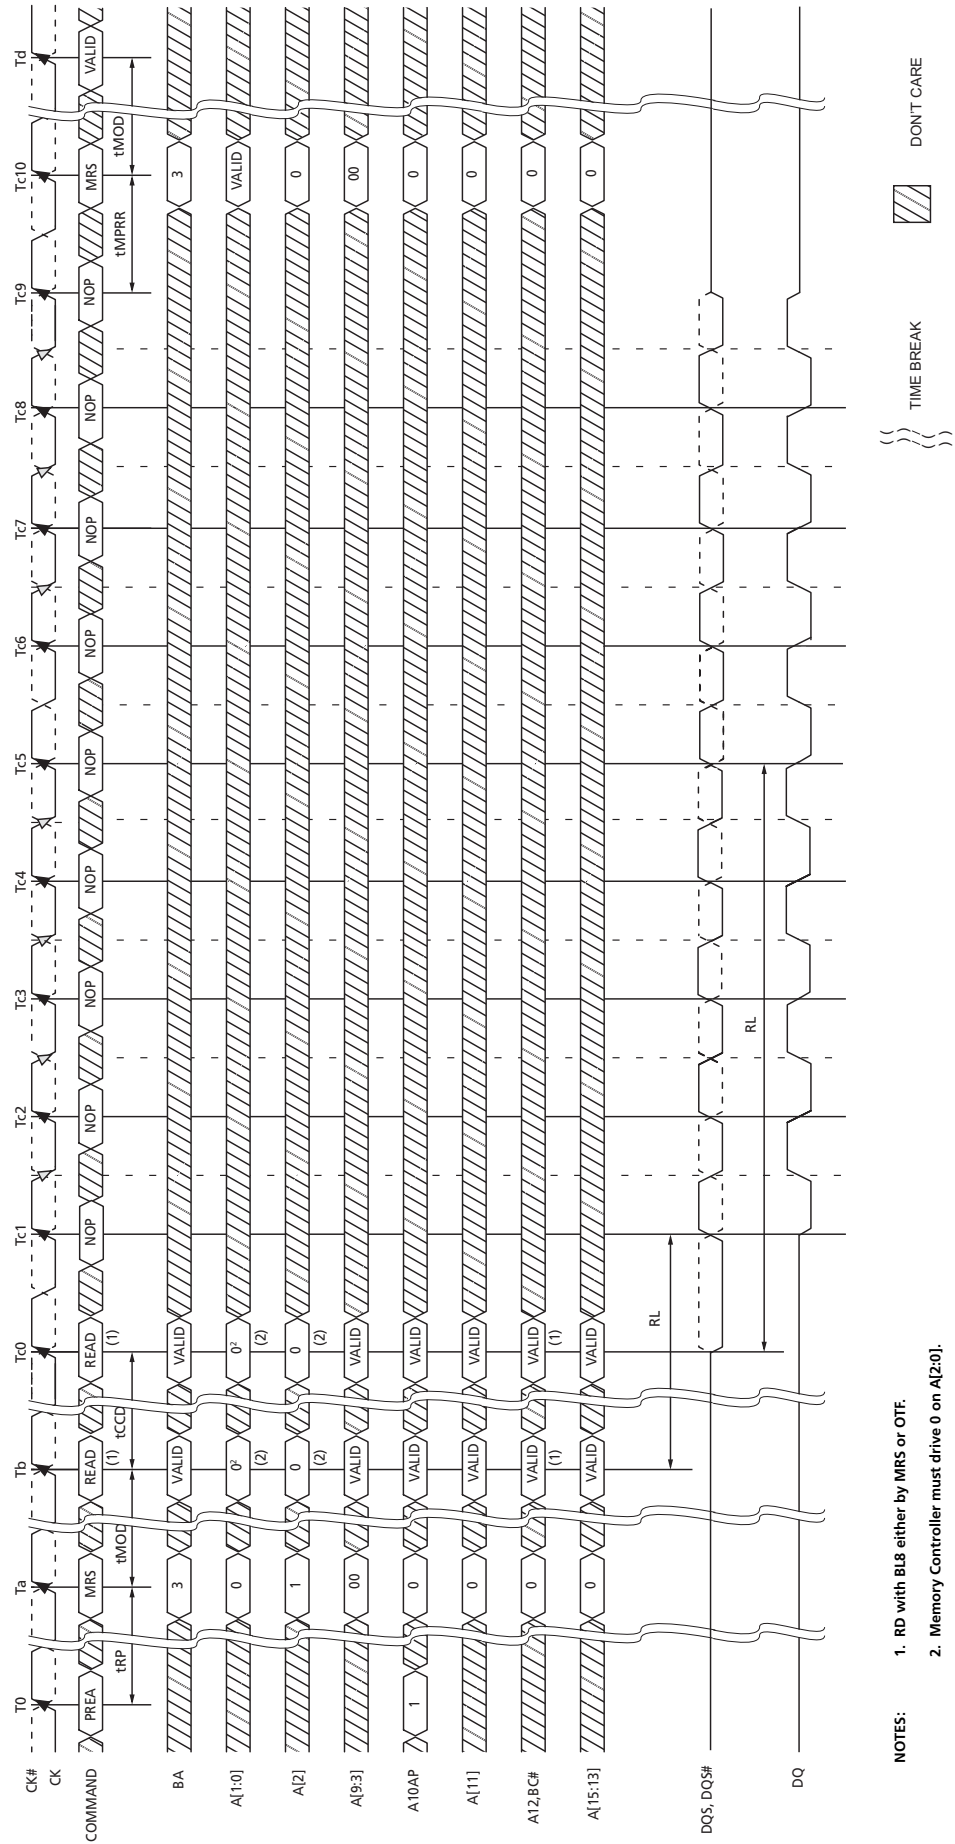 T0 Ta Tb Tc0 Tc1 Tc2 Tc3 Tc4 Tc5 Tc6 Tc7 Tc8 Tc9 Tc10 Td
CK#
CK
COMMAND PREA MRS READ READ NOP NOP NOP NOP NOP NOP NOP NOP NOP MRS VALID
(1) (1)
tRP tMOD tCCD tMPRR tMOD
BA 3 VALID VALID 3
A[1:0] 0 0² 0² VALID
(2) (2)
A[2] 1 0 0 0
(2) (2)
A[9:3] 00 VALID VALID 00
A10AP 1 0 VALID VALID 0
A[11] 0 VALID VALID 0
A12,BC# 0 VALID VALID 0
(1) (1)
A[15:13] 0 VALID VALID 0
RL
DQS, DQS#
RL
DQ
NOTES: 1. RD with BL8 either by MRS or OTF.
2. Memory Controller must drive 0 on A[2:0].
TIME BREAK
DON'T CARE